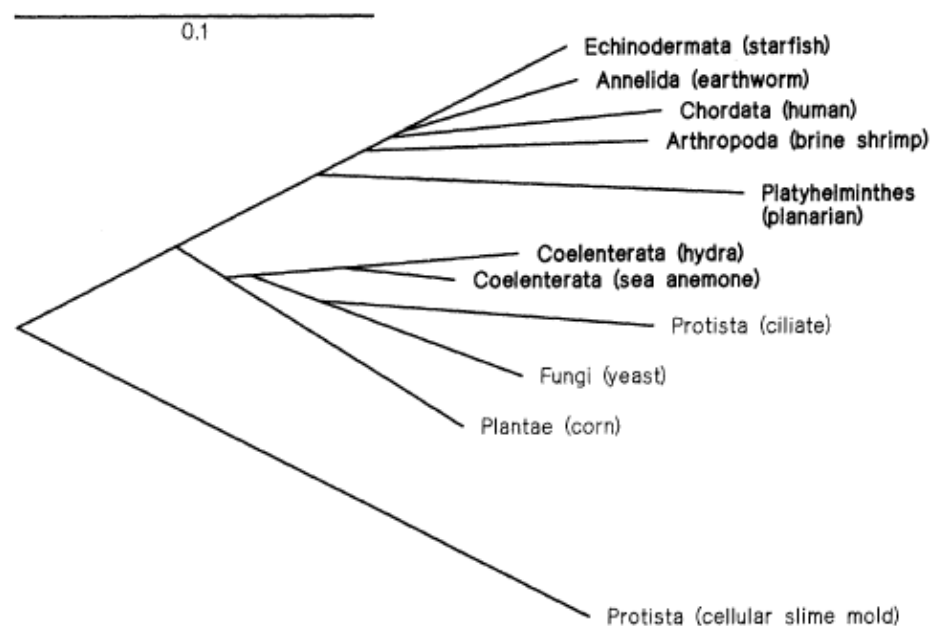 0.1
Echinodermata (starfish)
Annelida (earthworm)
Chordata (human)
Arthropoda (brine shrimp)
Platyhelminthes
(planarian)
Coelenterata (hydra)
Coelenterata (sea anemone)
Protista (ciliate)
Fungi (yeast)
Plantae (corn)
Protista (cellular slime mold)